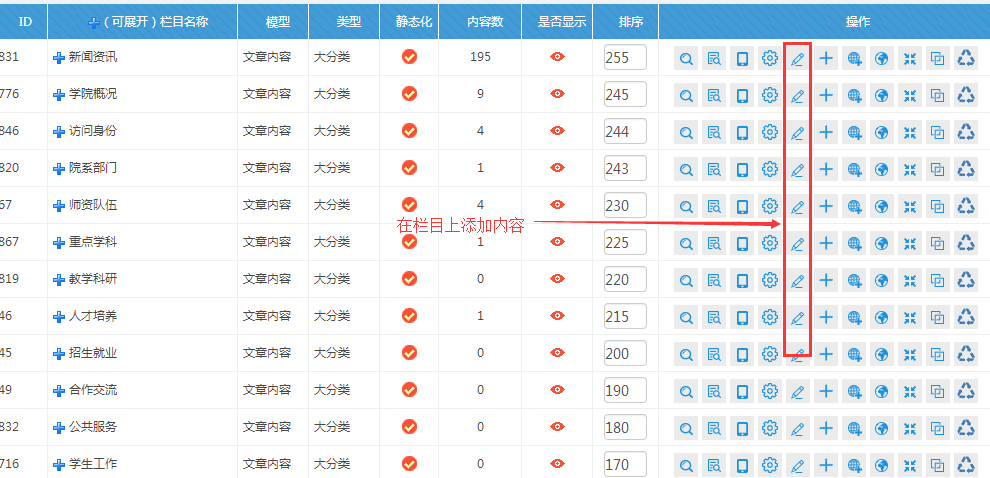 ID （可展开）栏目名称 模型 类型 静态化 内容数 是否显示 排序 操作
831 新闻资讯 文章内容 大分类 195 255
776 学院概况 文章内容 大分类 9 245
846 访问身份 文章内容 大分类 4 244
820 院系部门 文章内容 大分类 1 243
67 师资队伍 文章内容 大分类 4 230
在栏目上添加内容
867 重点学科 文章内容 大分类 1 225
819 教学科研 文章内容 大分类 0 220
46 人才培养 文章内容 大分类 1 215
45 招生就业 文章内容 大分类 0 200
49 合作交流 文章内容 大分类 0 190
832 公共服务 文章内容 大分类 0 180
716 学生工作 文章内容 大分类 0 170